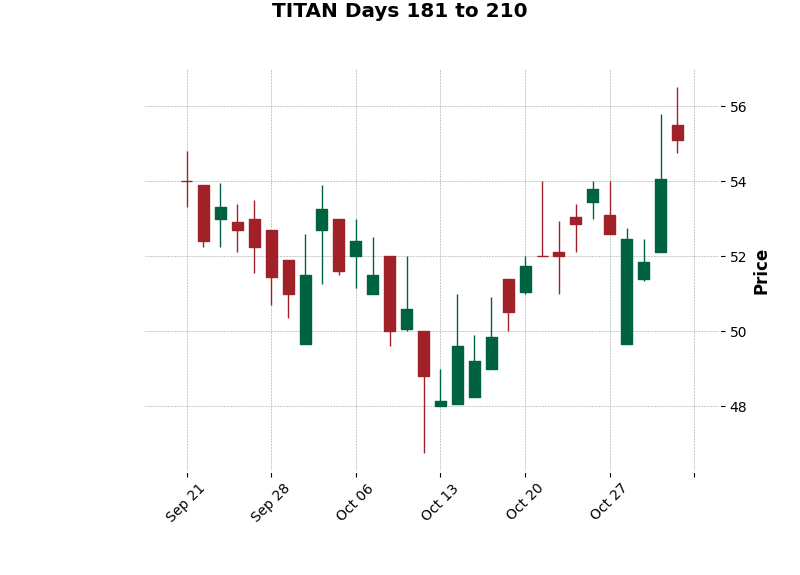 TITAN Days 181 to 210
56
54
52
50
48
Price
Sep 21
Sep 28
Oct 06
Oct 13
Oct 20
Oct 27